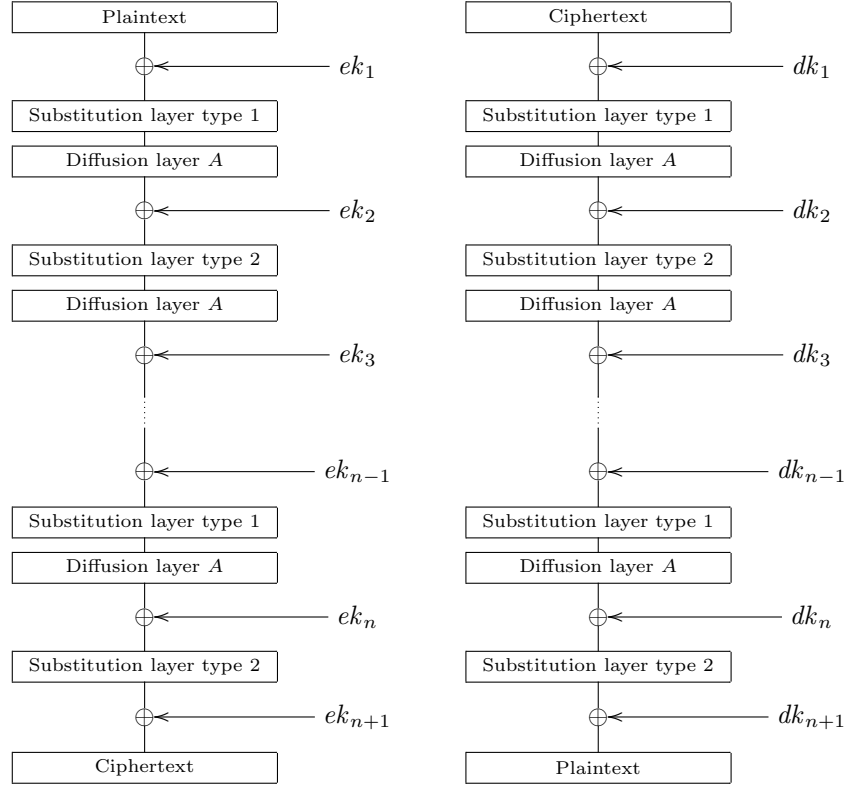 Plaintext
ek₁
Substitution layer type 1
Diffusion layer A
ek₂
Substitution layer type 2
Diffusion layer A
ek₃
ekₙ₋₁
Substitution layer type 1
Diffusion layer A
ekₙ
Substitution layer type 2
ekₙ₊₁
Ciphertext
Ciphertext
dk₁
Substitution layer type 1
Diffusion layer A
dk₂
Substitution layer type 2
Diffusion layer A
dk₃
dkₙ₋₁
Substitution layer type 1
Diffusion layer A
dkₙ
Substitution layer type 2
dkₙ₊₁
Plaintext